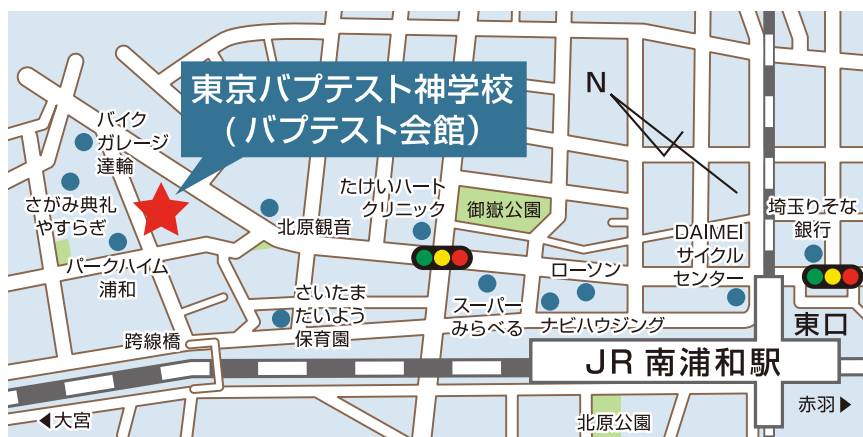 東京バプテスト神学校
(バプテスト会館)
N
バイク
ガレージ
達輪
さがみ典礼
やすらぎ
パークハイム
浦和
北原観音
たけいハート
クリニック
御嶽公園
埼玉りそな
銀行
DAIMEI
サイクル
センター
ローソン
スーパー
みらべる
ナビハウジング
さいたま
だいよう
保育園
跨線橋
東口
JR 南浦和駅
◀大宮
北原公園
赤羽▶